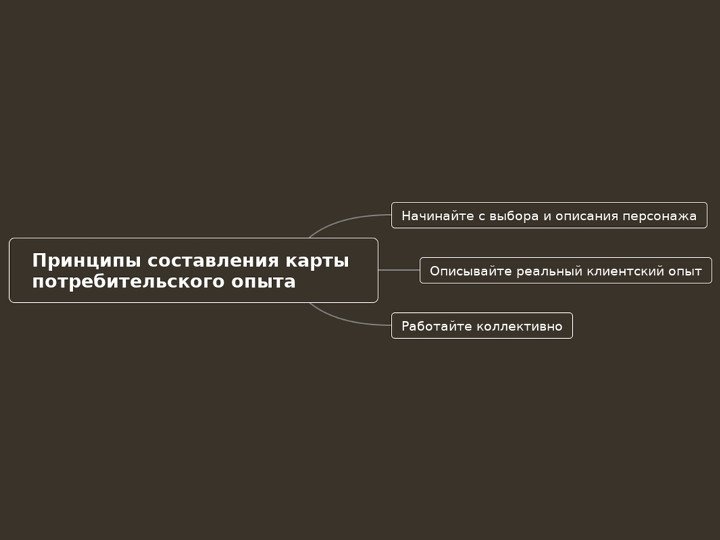 Начинайте с выбора и описания персонажа
Принципы составления карты
потребительского опыта
Описывайте реальный клиентский опыт
Работайте коллективно